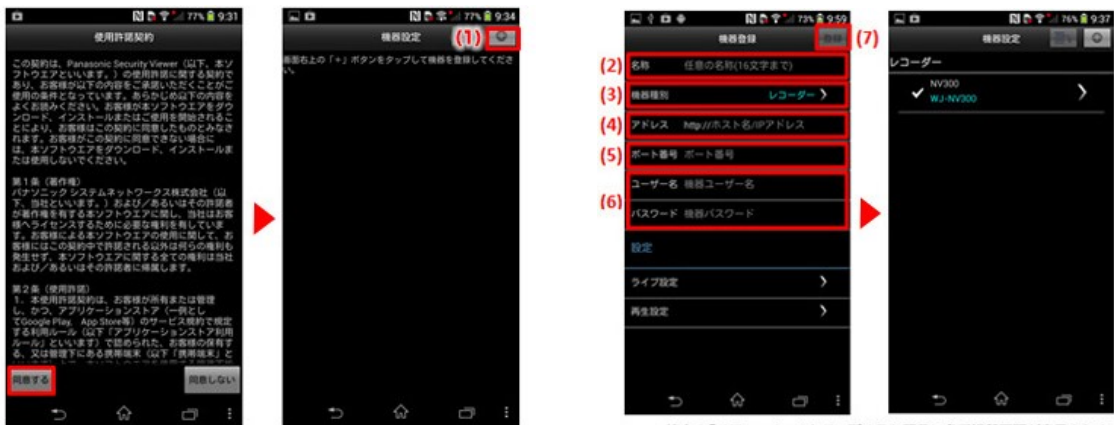 77% 9:31
使用許諾契約
この契約は、Panasonic Security Viewer（以下、本ソ
フトウエアといいます。）の使用許諾に関する契約で
あり、お客様が以下の内容をご承諾いただくことがご
使用の条件となっています。あらかじめ以下の内容を
よくお読みください。お客様が本ソフトウエアをダウ
ンロード、インストールまたはご使用を開始されるこ
とにより、お客様はこの契約に同意したものとみなさ
れます。お客様がこの契約に同意できない場合に
は、本ソフトウエアをダウンロード、インストールま
たは使用しないでください。
第1条（著作権）
パナソニック システムネットワークス株式会社（以
下、当社といいます。）および／あるいはその許諾者
が著作権を有する本ソフトウエアに関し、当社はお客
様へライセンスするために必要な権利を有していま
す。お客様による本ソフトウエアの使用に関して、お
客様にはこの契約中で許諾される以外は何らの権利も
発生せず、本ソフトウエアに関する全ての権利は当社
および／あるいはその許諾者に帰属します。
第2条（使用許諾）
1．本使用許諾契約は、お客様が所有または管理
し、かつ、アプリケーションストア（一例とし
てGoogle Play、App Store等）のサービス規約で規定
する利用ルール（以下「アプリケーションストア利用
ルール」といいます）で認められた、お客様の保有す
る、又は管理下にある携帯端末（以下「携帯端末」と
同意する
同意しない
77% 9:34
機器設定
(1)
画面右上の「+」ボタンをタップして機器を登録してくださ
い。
73% 9:59
機器登録
登録
(7)
(2)
名称 任意の名称(16文字まで)
(3)
機器種別 レコーダー
(4)
アドレス http://ホスト名/IPアドレス
(5)
ポート番号 ポート番号
(6)
ユーザー名 機器ユーザー名
パスワード 機器パスワード
設定
ライブ設定
再生設定
76% 9:37
機器設定
レコーダー
NV300
WJ-NV300